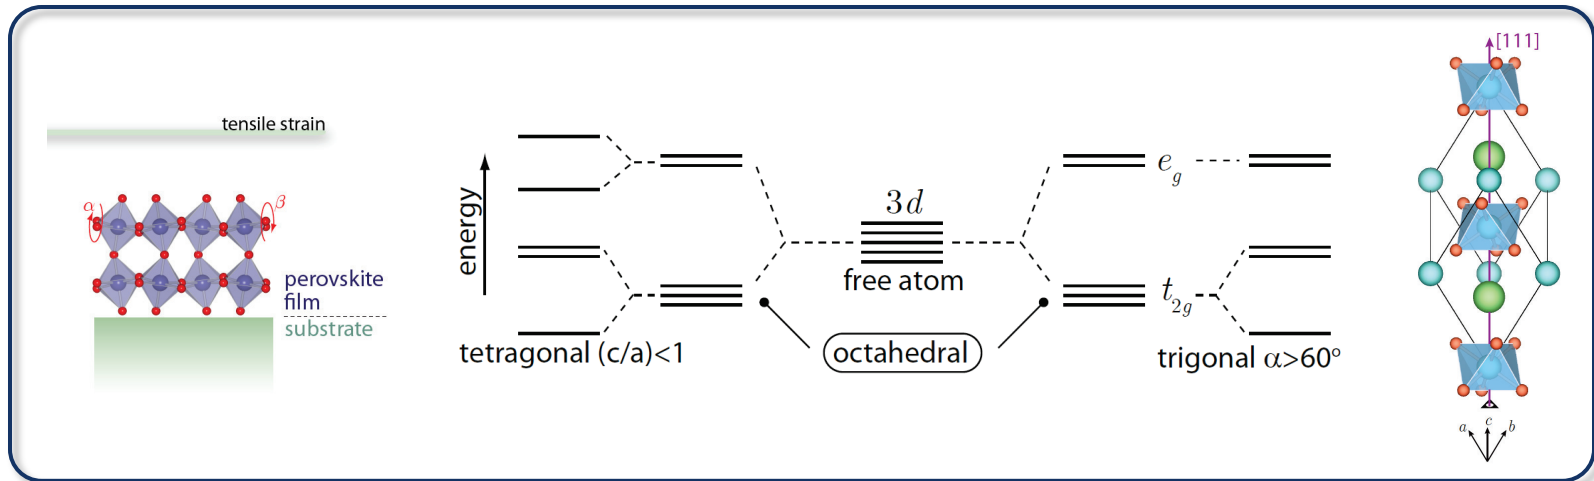 tensile strain
α
β
perovskite
film
substrate
energy
tetragonal (c/a)<1
3d
free atom
octahedral
e_g
t_2g
trigonal α>60°
[111]
a
c
b